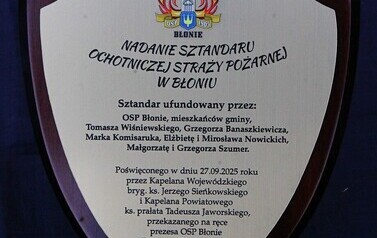 BŁONIE
NADANIE SZTANDARU
OCHOTNICZEJ STRAŻY POŻARNEJ
W BŁONIU
Sztandar ufundowany przez:
OSP Błonie, mieszkańców gminy,
Tomasza Wiśniewskiego, Grzegorza Banaszkiewicza,
Marka Komisaruka, Elżbietę i Mirosława Nowickich,
Małgorzatę i Grzegorza Szumer.
Poświęconego w dniu 27.09.2025 roku
przez Kapelana Wojewódzkiego
bryg. ks. Jerzego Sieńkowskiego
i Kapelana Powiatowego
ks. prałata Tadeusza Jaworskiego,
przekazanego na ręce
prezesa OSP Błonie